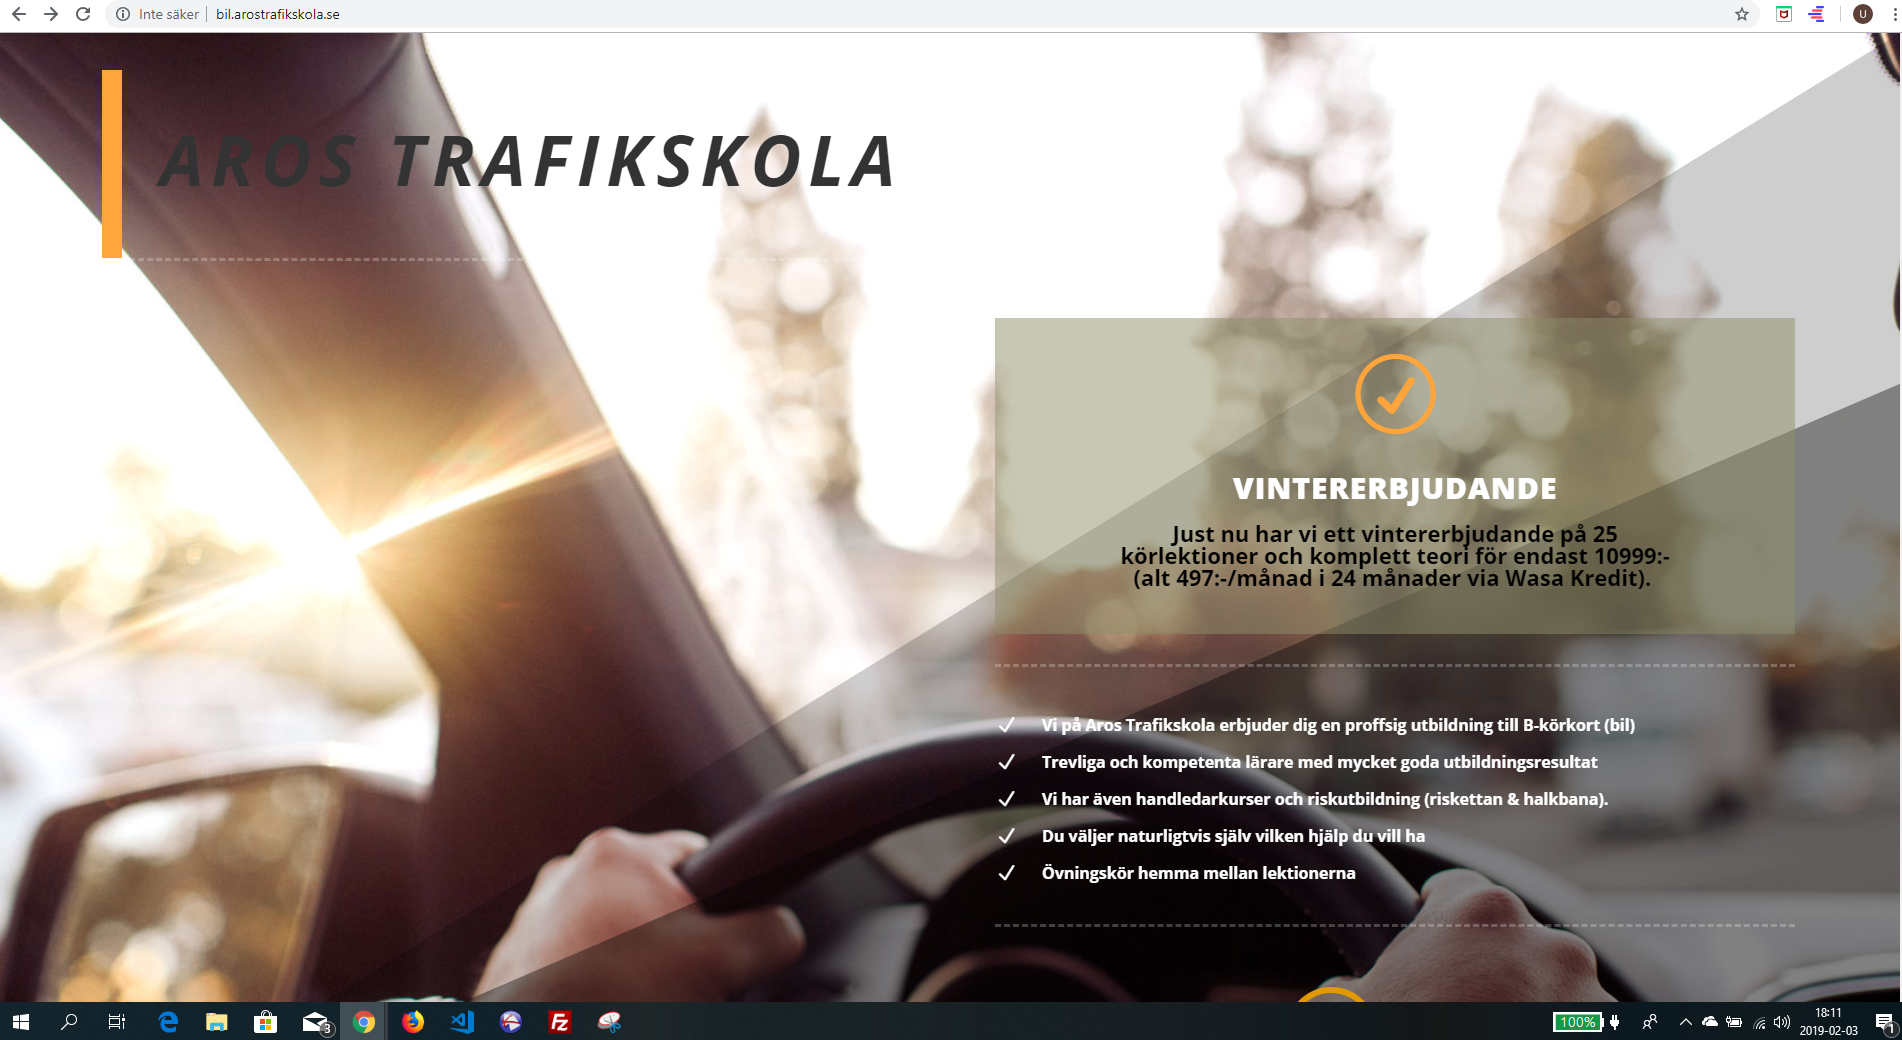 Inte säker
bil.arostrafikskola.se
U
AROS TRAFIKSKOLA
VINTERERBJUDANDE
Just nu har vi ett vintererbjudande på 25
körlektioner och komplett teori för endast 10999:-
(alt 497:-/månad i 24 månader via Wasa Kredit).
Vi på Aros Trafikskola erbjuder dig en proffsig utbildning till B-körkort (bil)
Trevliga och kompetenta lärare med mycket goda utbildningsresultat
Vi har även handledarkurser och riskutbildning (riskettan & halkbana).
Du väljer naturligtvis själv vilken hjälp du vill ha
Övningskör hemma mellan lektionerna
3
Fz
100%
18:11
2019-02-03
1